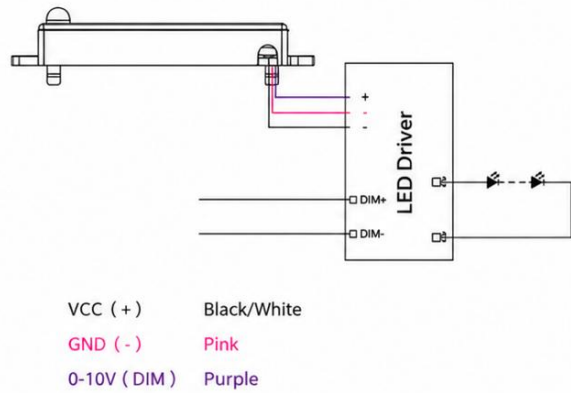 +
-
-
LED Driver
DIM+
DIM-
VCC ( + ) Black/White
GND ( - ) Pink
0-10V ( DIM ) Purple